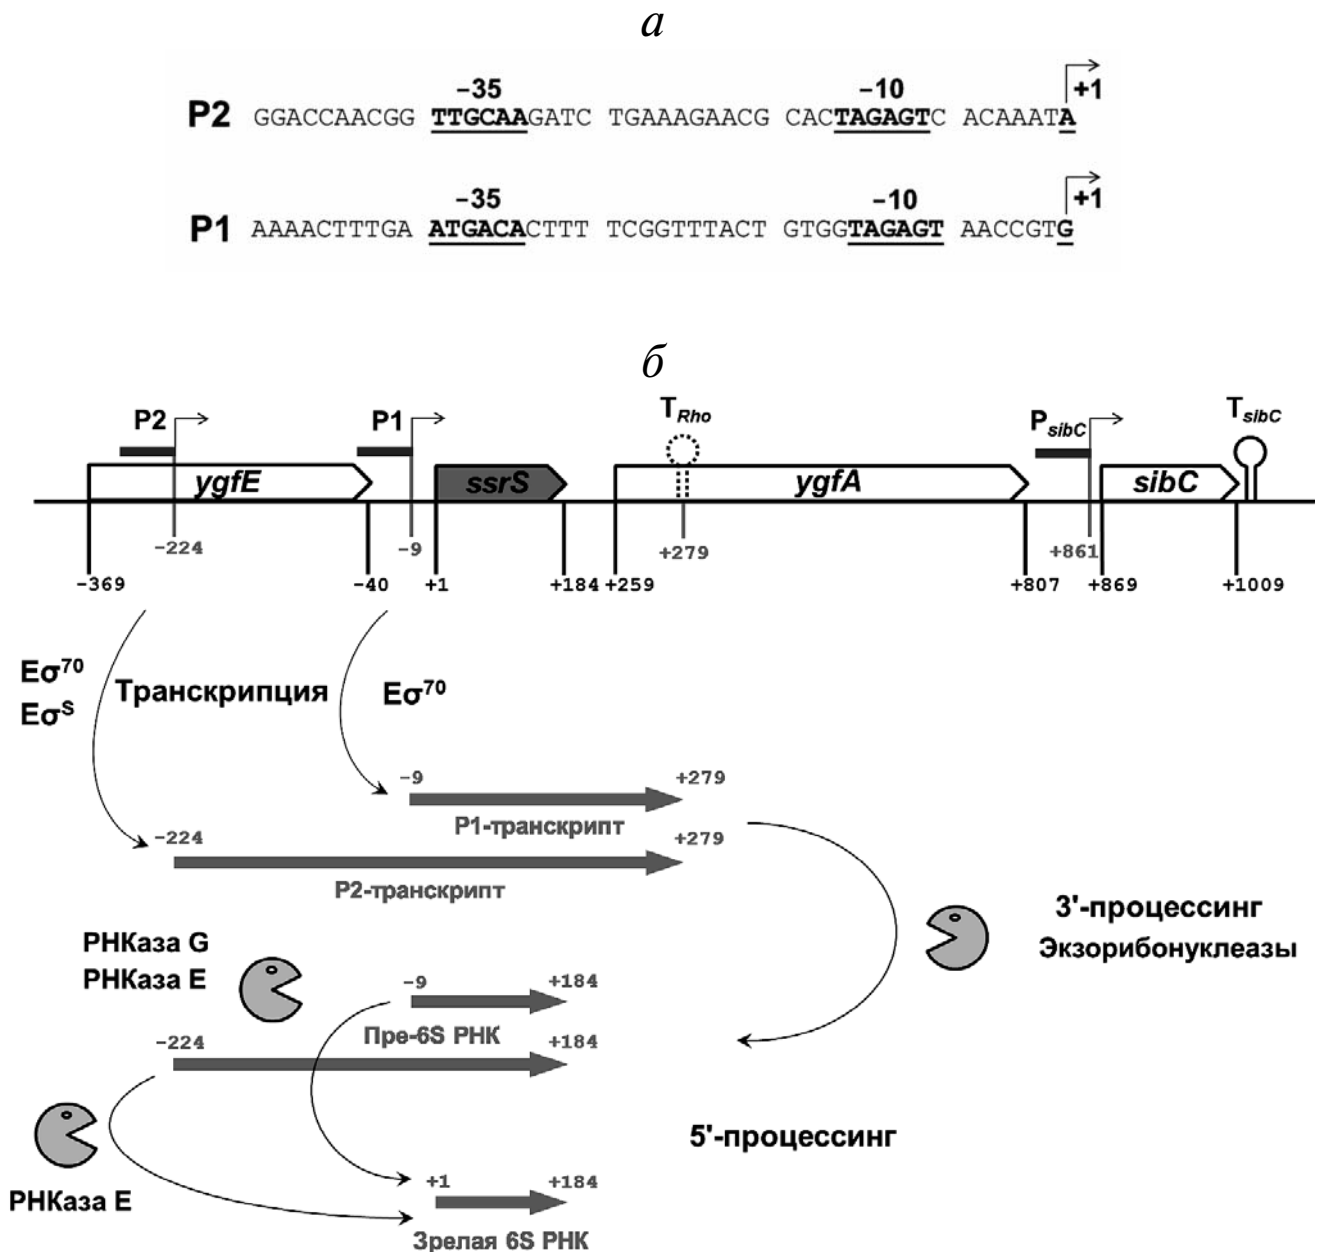 а
−35 −10 +1
P2 GGACCAACGG TTGCAAGATC TGAAAGAACG CACTAGAGTC ACAAATA
−35 −10 +1
P1 AAAACTTTGA ATGACACTTT TCGGTTTACT GTGGTAGAGT AACCGTG
б
P2 P1 TRho PsibC TsibC
ygfE ssrS ygfA sibC
−224 −9 +279 +861
−369 −40 +1 +184 +259 +807 +869 +1009
Eσ70
EσS
Транскрипция
Eσ70
−9 +279
P1-транскрипт
−224 +279
P2-транскрипт
3'-процессинг
Экзорибонуклеазы
РНКаза G
РНКаза E
−9 +184
Пре-6S РНК
−224 +184
5'-процессинг
РНКаза E
+1 +184
Зрелая 6S РНК